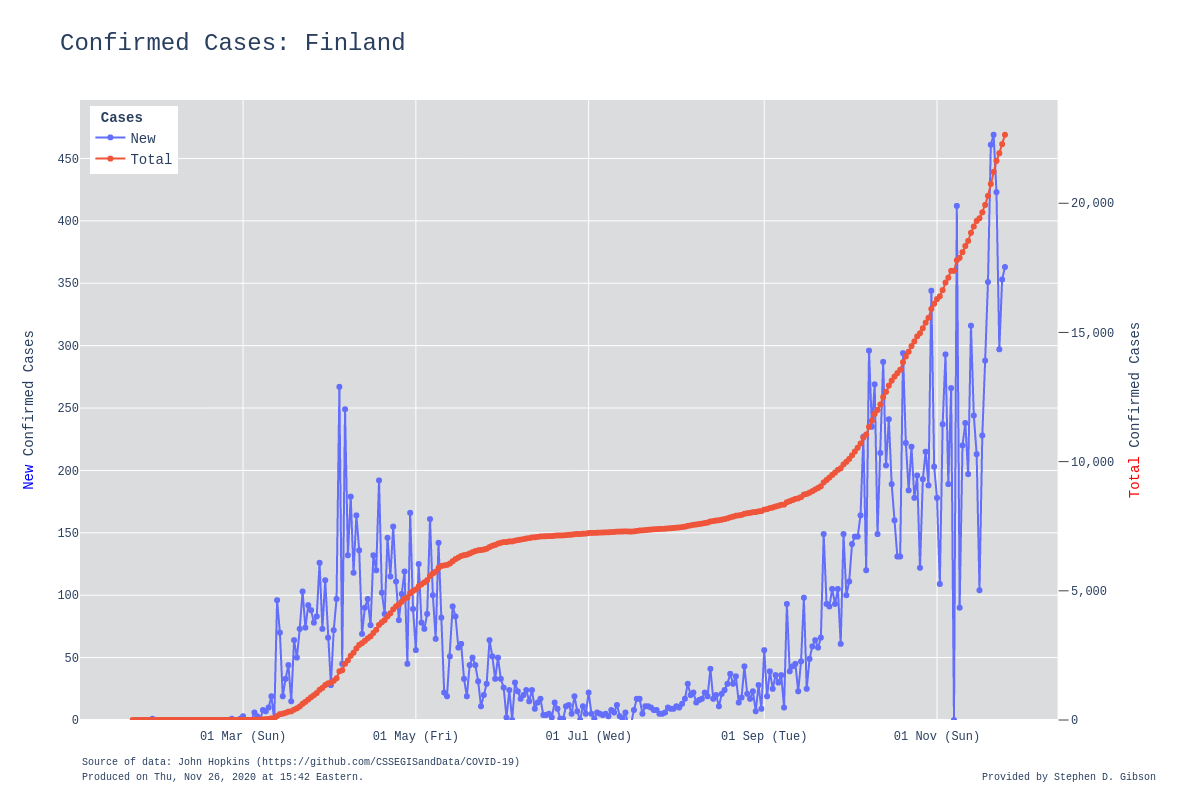 Confirmed Cases: Finland
Cases
New
Total
450
400
350
300
250
200
150
100
50
0
20,000
15,000
10,000
5,000
0
New Confirmed Cases
Total Confirmed Cases
01 Mar (Sun)
01 May (Fri)
01 Jul (Wed)
01 Sep (Tue)
01 Nov (Sun)
Source of data: John Hopkins (https://github.com/CSSEGISandData/COVID-19)
Produced on Thu, Nov 26, 2020 at 15:42 Eastern.
Provided by Stephen D. Gibson